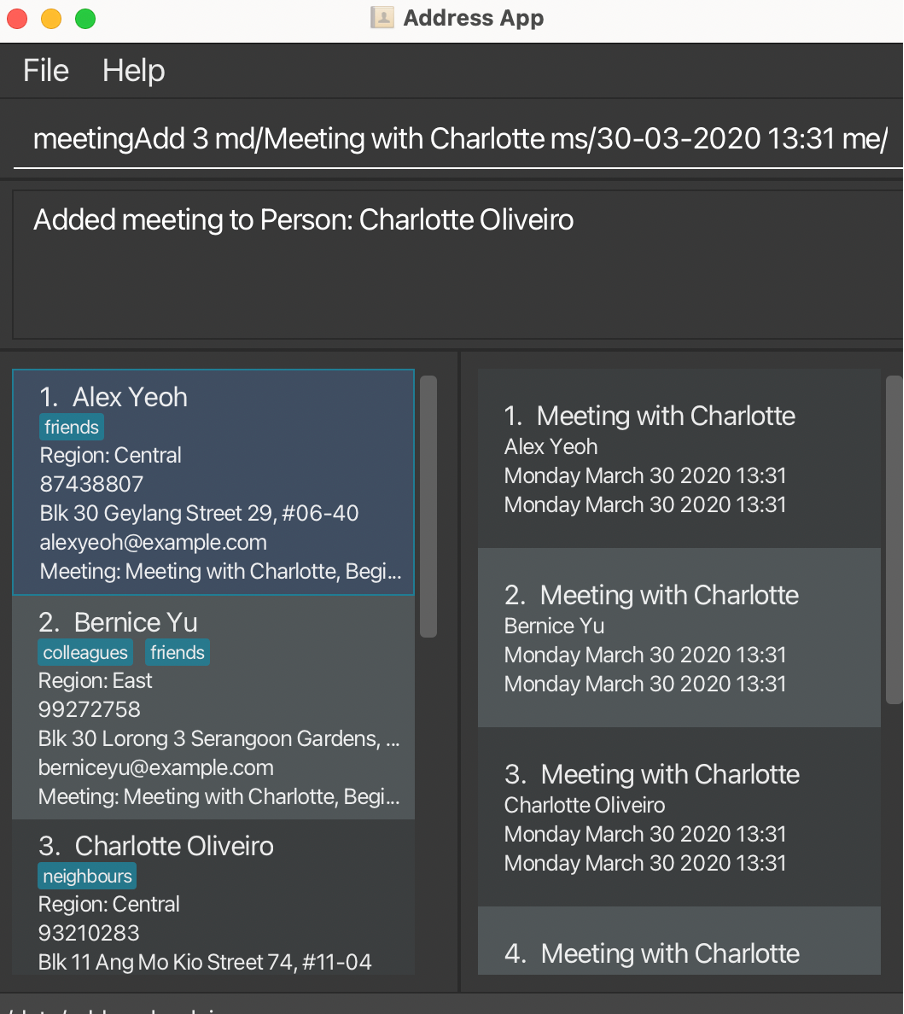 Address App
File Help
meetingAdd 3 md/Meeting with Charlotte ms/30-03-2020 13:31 me/
Added meeting to Person: Charlotte Oliveiro
1. Alex Yeoh
friends
Region: Central
87438807
Blk 30 Geylang Street 29, #06-40
alexyeoh@example.com
Meeting: Meeting with Charlotte, Begi...
2. Bernice Yu
colleagues friends
Region: East
99272758
Blk 30 Lorong 3 Serangoon Gardens, ...
berniceyu@example.com
Meeting: Meeting with Charlotte, Begi...
3. Charlotte Oliveiro
neighbours
Region: Central
93210283
Blk 11 Ang Mo Kio Street 74, #11-04
1. Meeting with Charlotte
Alex Yeoh
Monday March 30 2020 13:31
Monday March 30 2020 13:31
2. Meeting with Charlotte
Bernice Yu
Monday March 30 2020 13:31
Monday March 30 2020 13:31
3. Meeting with Charlotte
Charlotte Oliveiro
Monday March 30 2020 13:31
Monday March 30 2020 13:31
4. Meeting with Charlotte